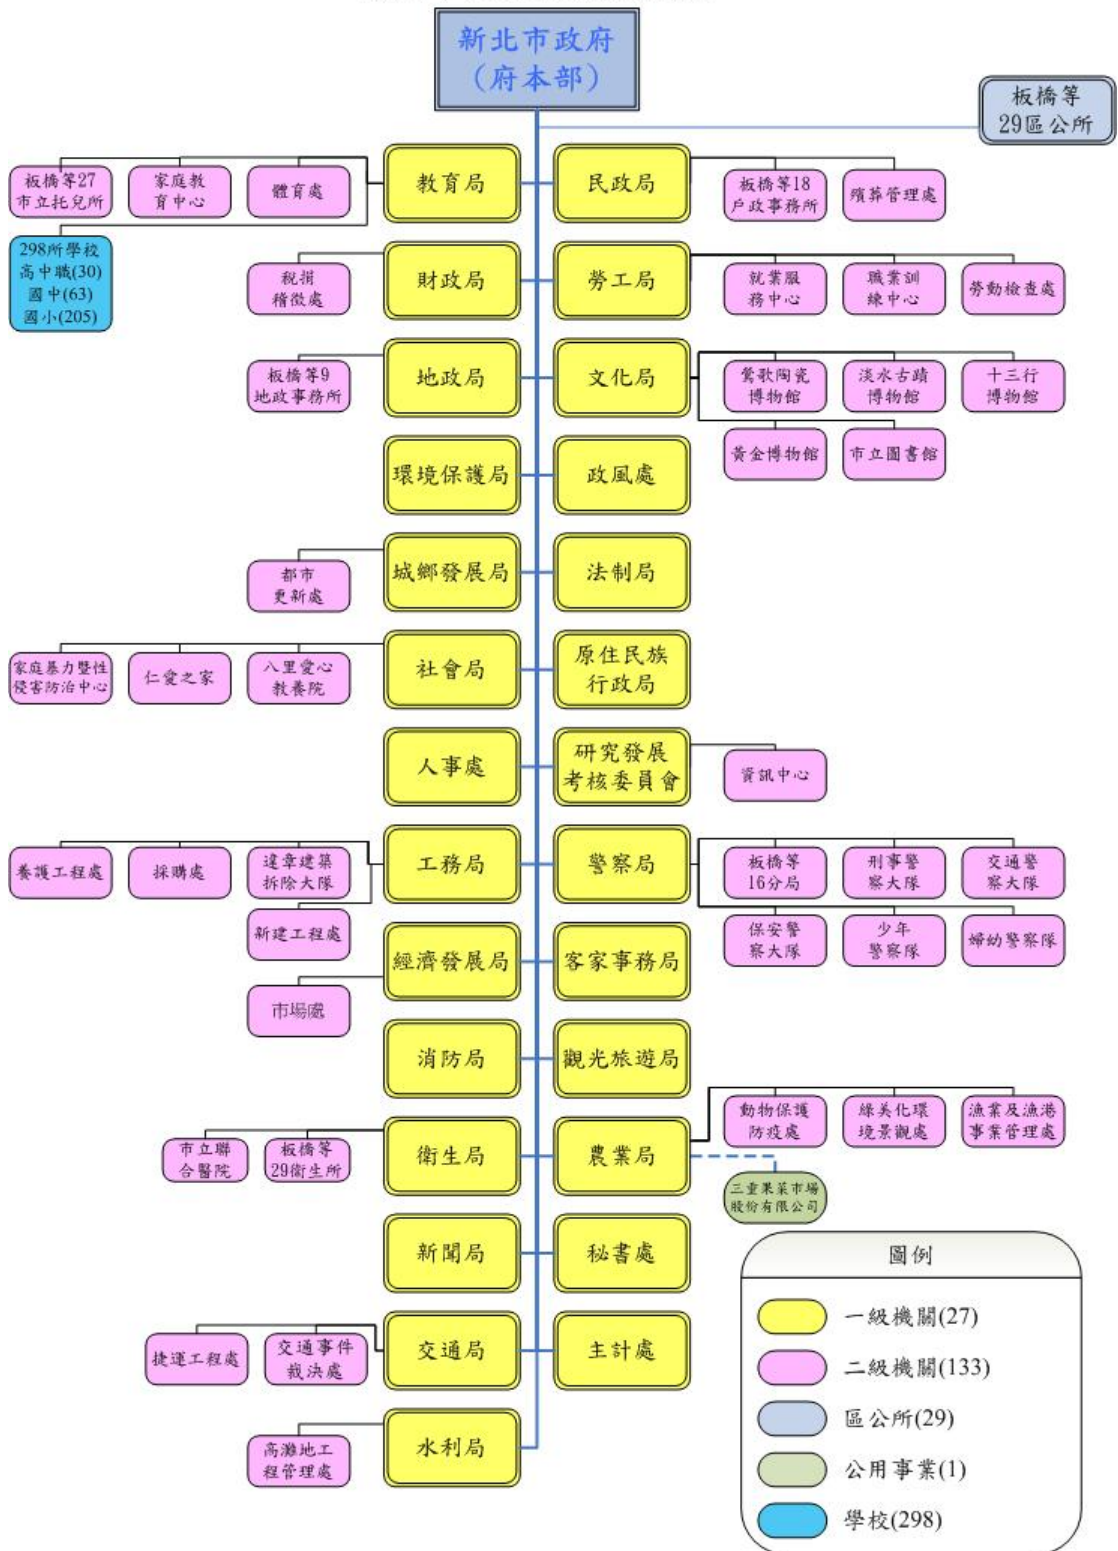 新北市政府
(府本部)
板橋等
29區公所
教育局
民政局
板橋等27
市立托兒所
家庭教
育中心
體育處
板橋等18
戶政事務所
殯葬管理處
298所學校
高中職(30)
國中(63)
國小(205)
稅捐
稽徵處
財政局
勞工局
就業服
務中心
職業訓
練中心
勞動檢查處
板橋等9
地政事務所
地政局
文化局
鶯歌陶瓷
博物館
淡水古蹟
博物館
十三行
博物館
黃金博物館
市立圖書館
環境保護局
政風處
都市
更新處
城鄉發展局
法制局
家庭暴力暨性
侵害防治中心
仁愛之家
八里愛心
教養院
社會局
原住民族
行政局
人事處
研究發展
考核委員會
資訊中心
養護工程處
採購處
違章建築
拆除大隊
新建工程處
工務局
警察局
板橋等
16分局
刑事警
察大隊
交通警
察大隊
保安警
察大隊
少年
警察隊
婦幼警察隊
市場處
經濟發展局
客家事務局
消防局
觀光旅遊局
市立聯
合醫院
板橋等
29衛生所
衛生局
農業局
動物保護
防疫處
綠美化環
境景觀處
漁業及漁港
事業管理處
三重果菜市場
股份有限公司
新聞局
秘書處
捷運工程處
交通事件
裁決處
交通局
主計處
高灘地工
程管理處
水利局
圖例
一級機關(27)
二級機關(133)
區公所(29)
公用事業(1)
學校(298)